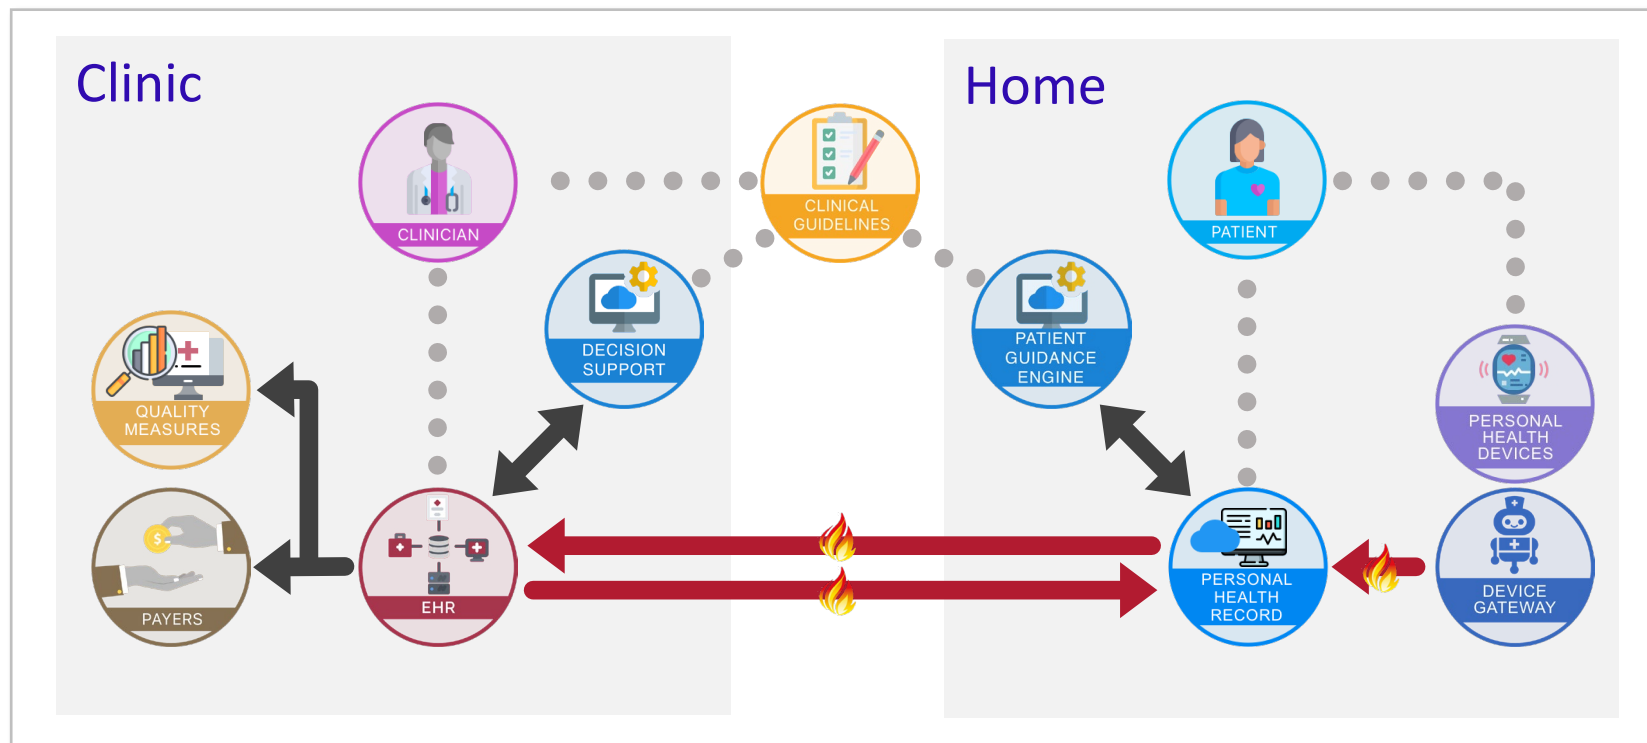 Clinic
Home
CLINICIAN
CLINICAL
GUIDELINES
PATIENT
DECISION
SUPPORT
PATIENT
GUIDANCE
ENGINE
QUALITY
MEASURES
PERSONAL
HEALTH
DEVICES
PAYERS
$
EHR
PERSONAL
HEALTH
RECORD
DEVICE
GATEWAY